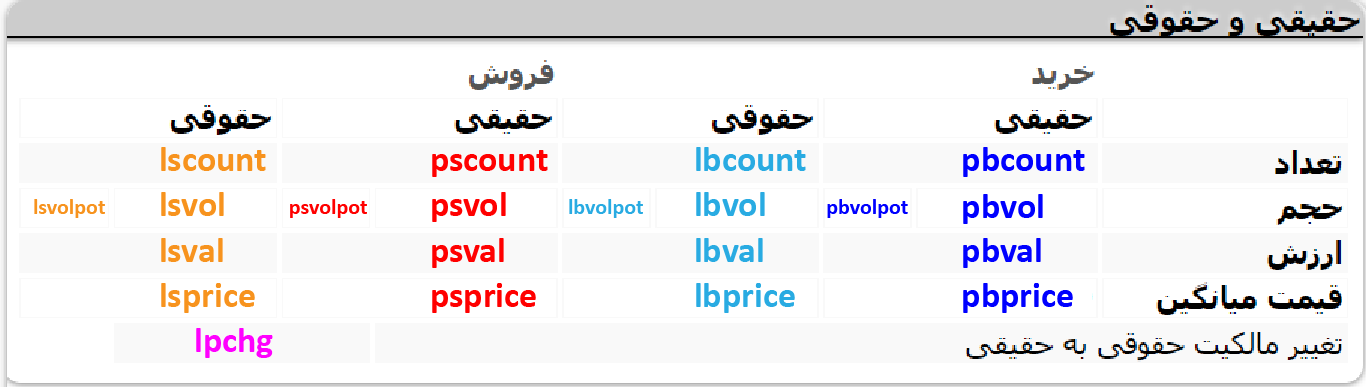 حقیقی و حقوقی
خرید فروش
حقیقی حقوقی حقیقی حقوقی
تعداد pbcount lbcount pscount lscount
حجم pbvol pbvolpot lbvol lbvolpot psvol psvolpot lsvol lsvolpot
ارزش pbval lbval psval lsval
قیمت میانگین pbprice lbprice psprice lsprice
تغییر مالکیت حقوقی به حقیقی lpchg